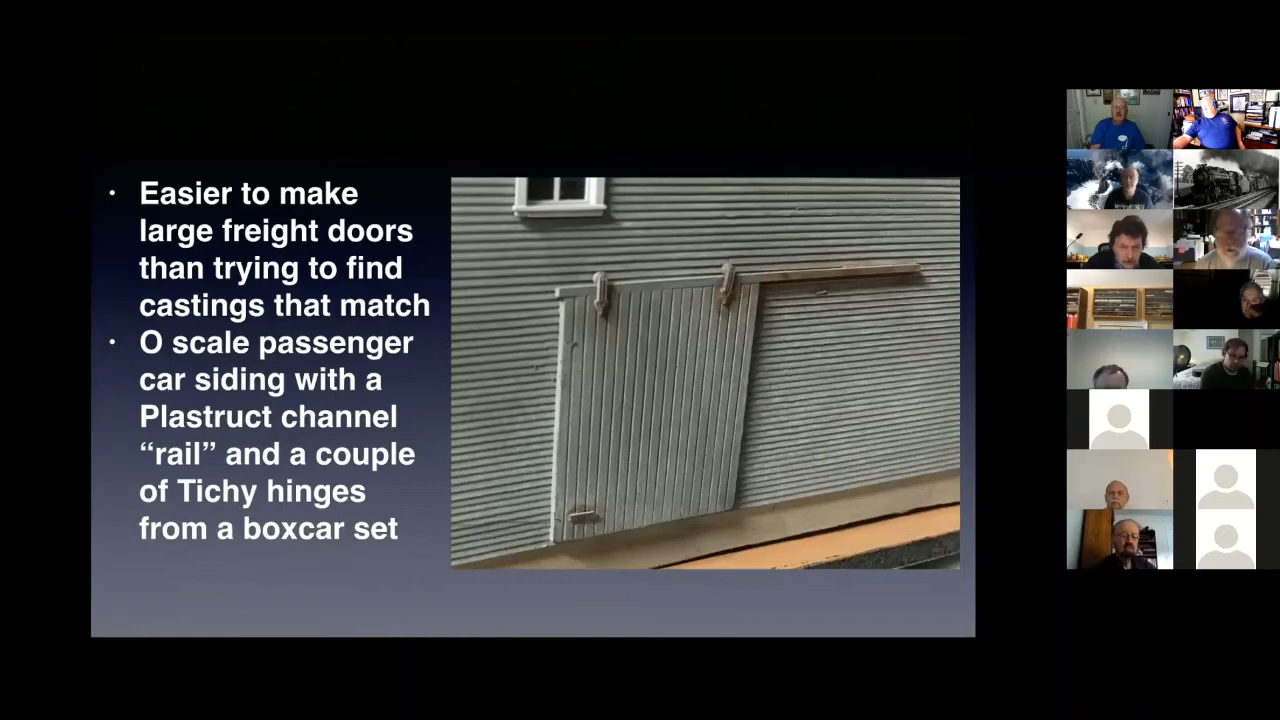 • Easier to make
large freight doors
than trying to find
castings that match
• O scale passenger
car siding with a
Plastruct channel
“rail” and a couple
of Tichy hinges
from a boxcar set